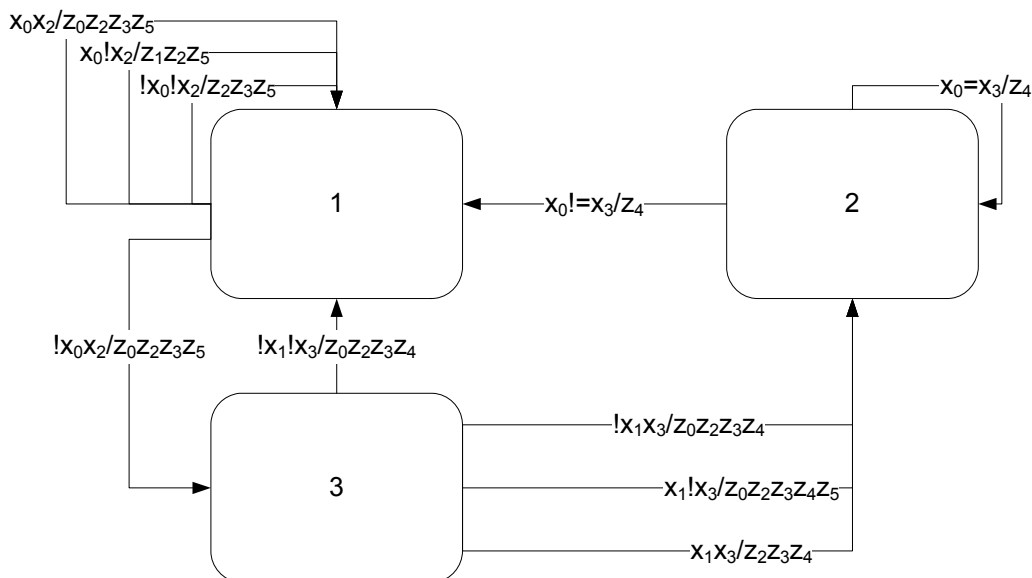 x₀x₂/z₀z₂z₃z₅
x₀!x₂/z₁z₂z₅
!x₀!x₂/z₂z₃z₅
x₀=x₃/z₄
1
x₀!=x₃/z₄
2
!x₀x₂/z₀z₂z₃z₅
!x₁!x₃/z₀z₂z₃z₄
!x₁x₃/z₀z₂z₃z₄
3
x₁!x₃/z₀z₂z₃z₄z₅
x₁x₃/z₂z₃z₄